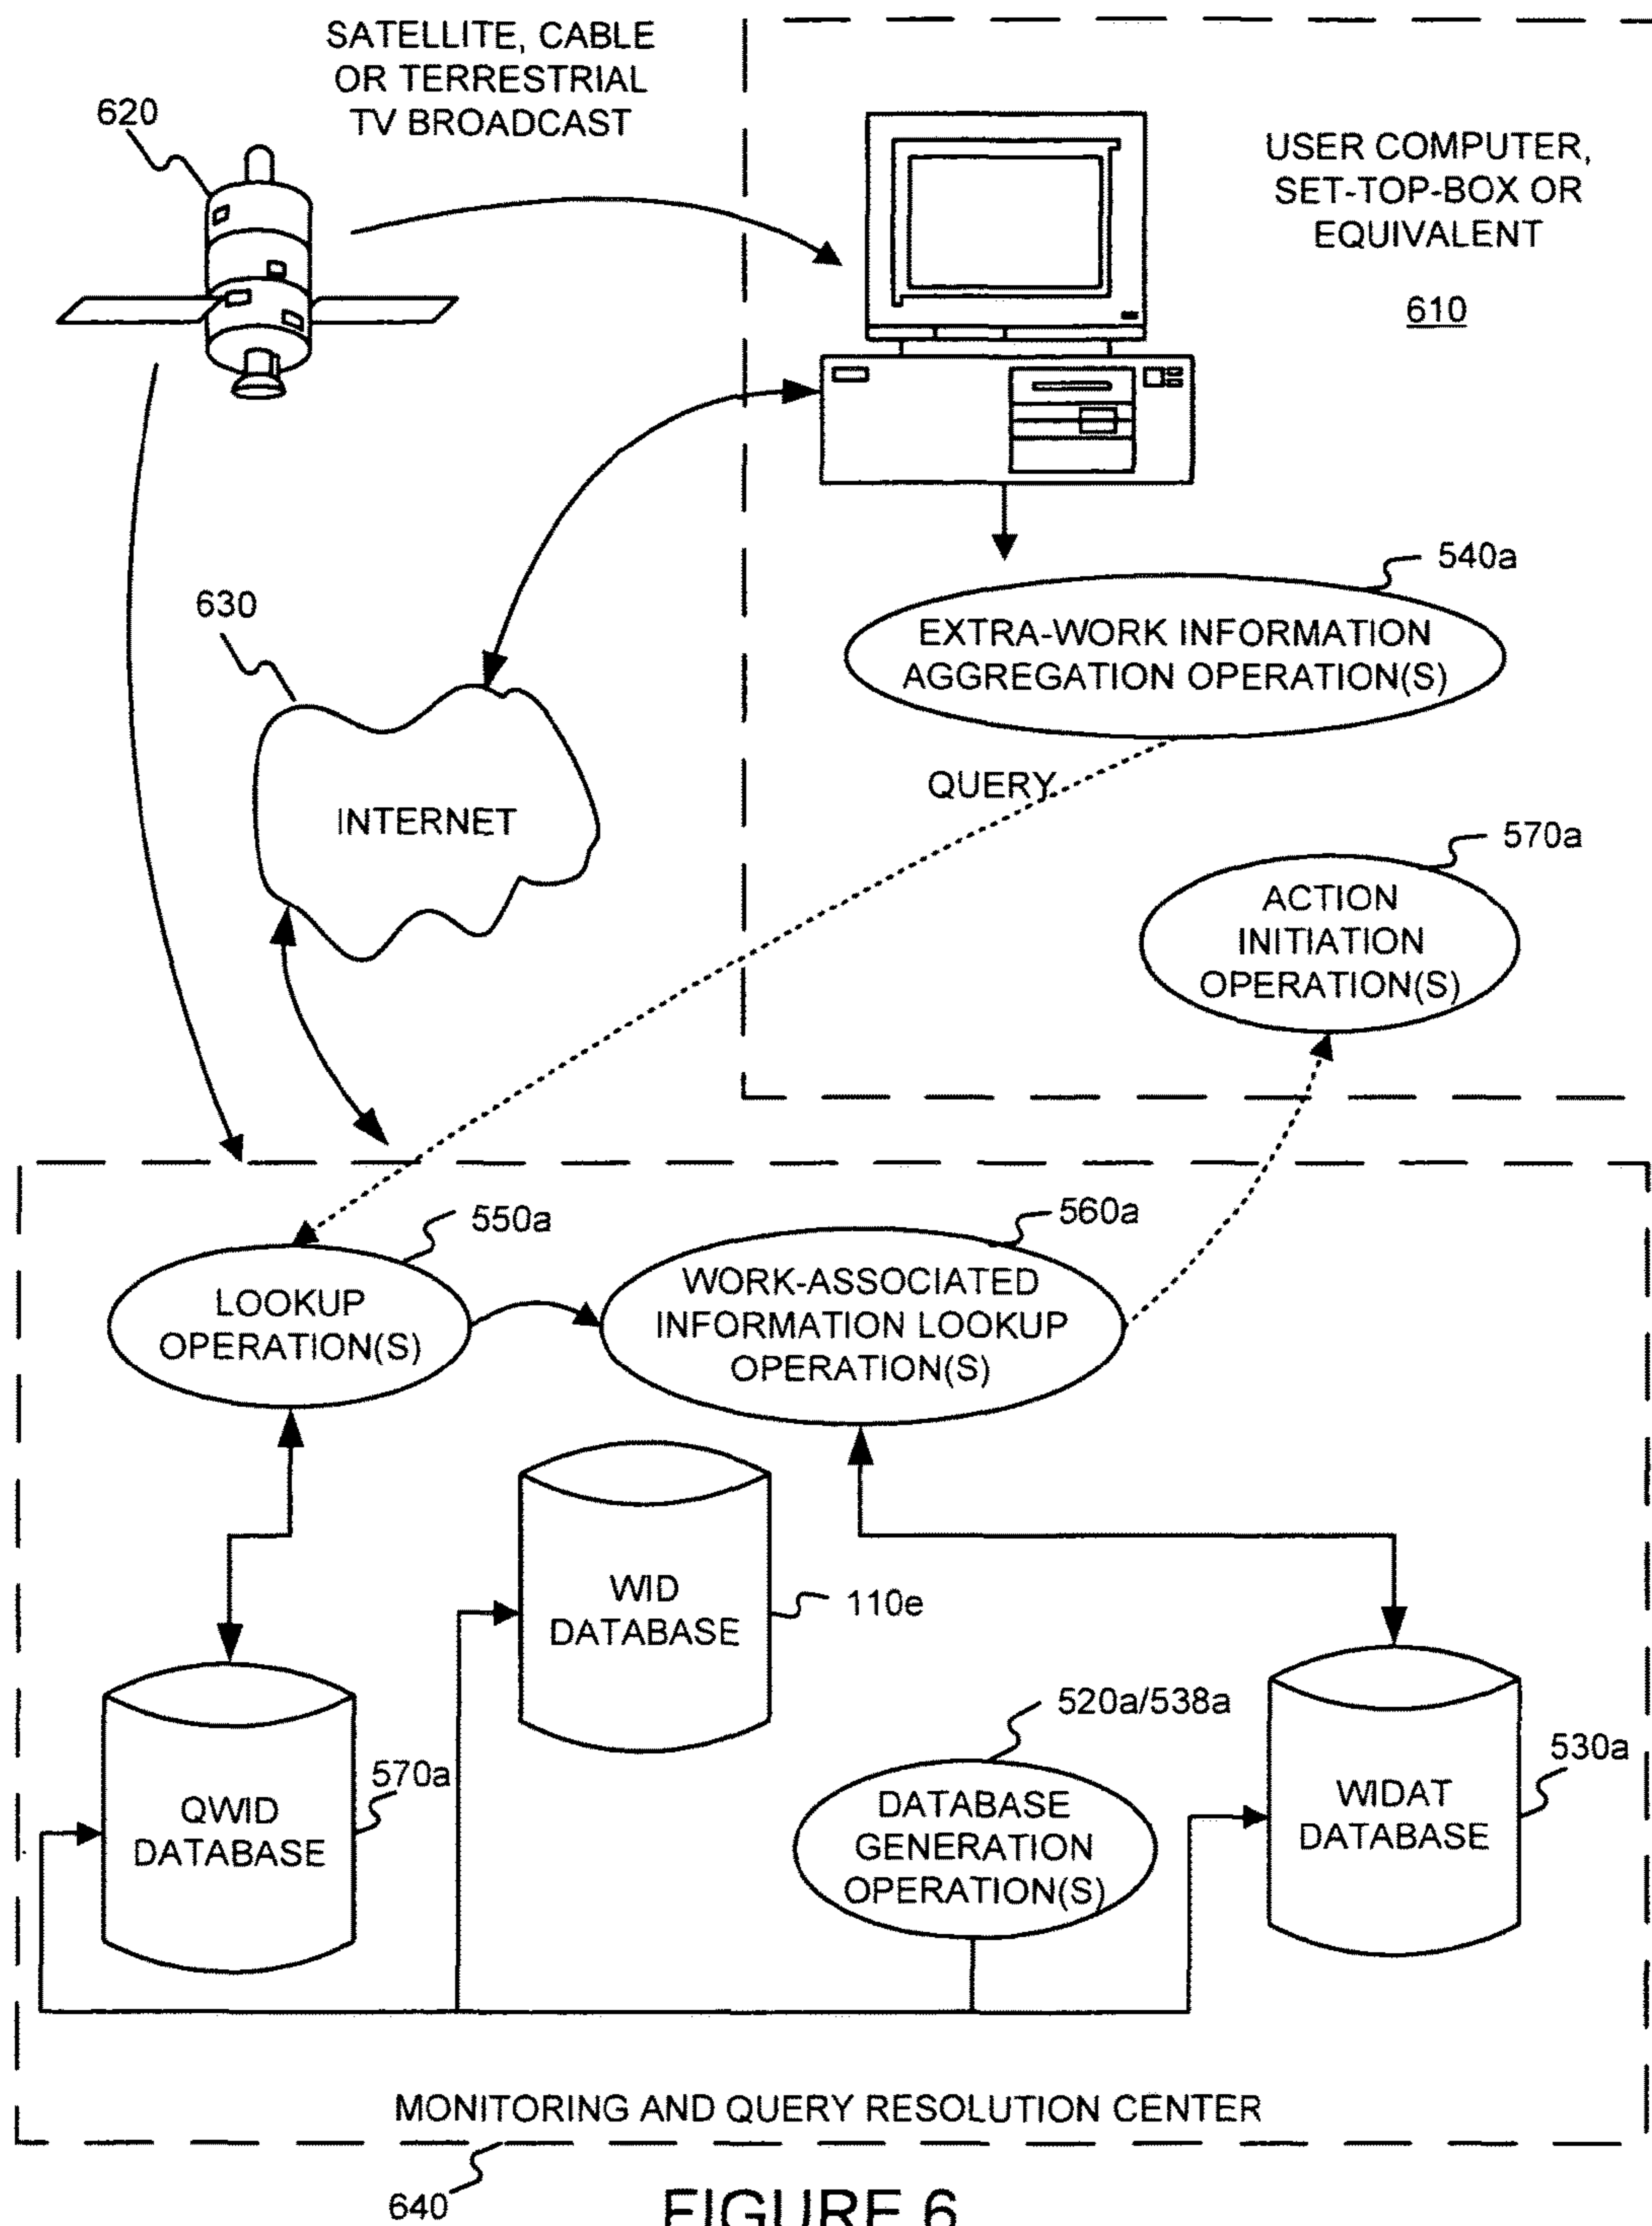 SATELLITE, CABLE
OR TERRESTRIAL
TV BROADCAST
620
USER COMPUTER,
SET-TOP-BOX OR
EQUIVALENT
610
540a
EXTRA-WORK INFORMATION
AGGREGATION OPERATION(S)
630
INTERNET
QUERY
570a
ACTION
INITIATION
OPERATION(S)
550a
LOOKUP
OPERATION(S)
560a
WORK-ASSOCIATED
INFORMATION LOOKUP
OPERATION(S)
WID
DATABASE
110e
520a/538a
570a
QWID
DATABASE
DATABASE
GENERATION
OPERATION(S)
530a
WIDAT
DATABASE
MONITORING AND QUERY RESOLUTION CENTER
640
FIGURE 6